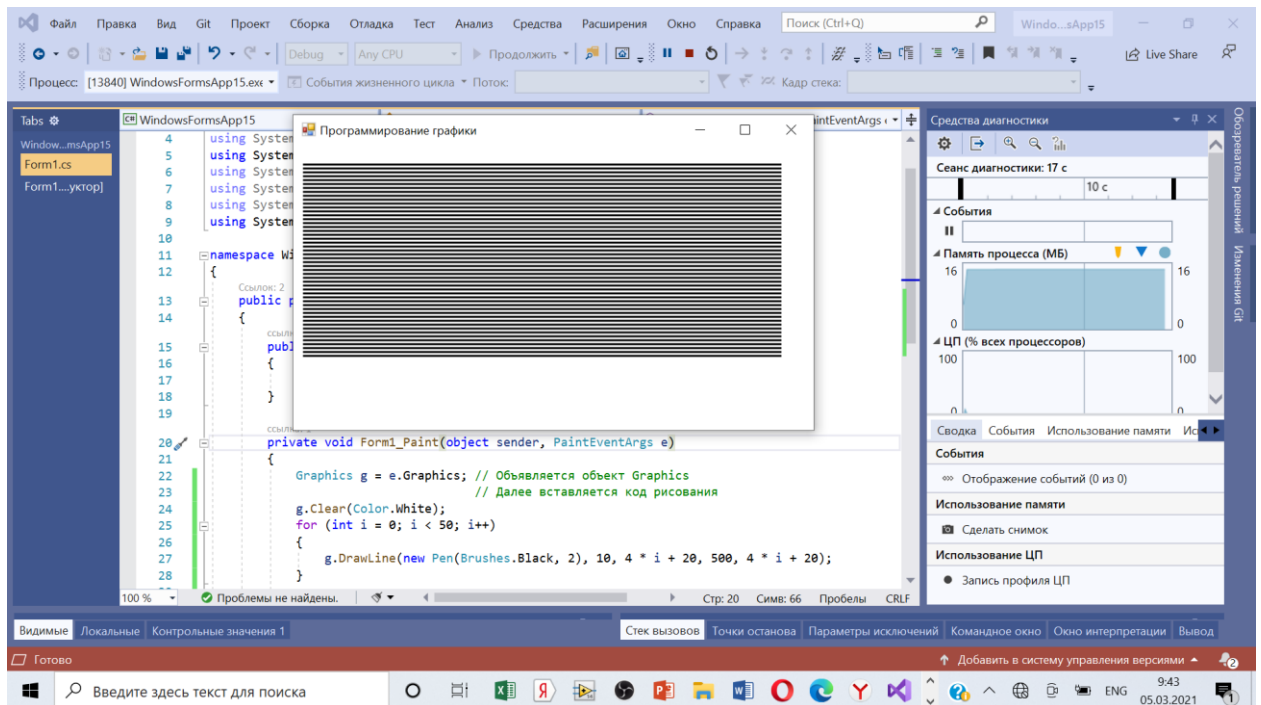 Файл Правка Вид Git Проект Сборка Отладка Тест Анализ Средства Расширения Окно Справка Поиск (Ctrl+Q) Windo...sApp15
Debug Any CPU Продолжить Live Share
Процесс: [13840] WindowsFormsApp15.exe События жизненного цикла Поток: Кадр стека:
Tabs
Window...msApp15
Form1.cs
Form1....уктор]
C# WindowsFormsApp15 aintEventArgs
Программирование графики
4 using System
5 using System
6 using System
7 using System
8 using System
9 using System
10
11 namespace Wi
12 {
Ссылок: 2
13 public p
14 {
15 publ
16 {
17
18 }
19
20 private void Form1_Paint(object sender, PaintEventArgs e)
21 {
22 Graphics g = e.Graphics; // Объявляется объект Graphics
23 // Далее вставляется код рисования
24 g.Clear(Color.White);
25 for (int i = 0; i < 50; i++)
26 {
27 g.DrawLine(new Pen(Brushes.Black, 2), 10, 4 * i + 20, 500, 4 * i + 20);
28 }
100 % Проблемы не найдены. Стр: 20 Симв: 66 Пробелы CRLF
Средства диагностики
Сеанс диагностики: 17 с
10 с
События
Память процесса (МБ)
16 16
0 0
ЦП (% всех процессоров)
100 100
0 0
Сводка События Использование памяти Ис
События
Отображение событий (0 из 0)
Использование памяти
Сделать снимок
Использование ЦП
Запись профиля ЦП
Обозреватель решений
Изменения Git
Видимые Локальные Контрольные значения 1
Стек вызовов Точки останова Параметры исключений Командное окно Окно интерпретации Вывод
Готово Добавить в систему управления версиями 2
Введите здесь текст для поиска ENG 9:43
05.03.2021 1